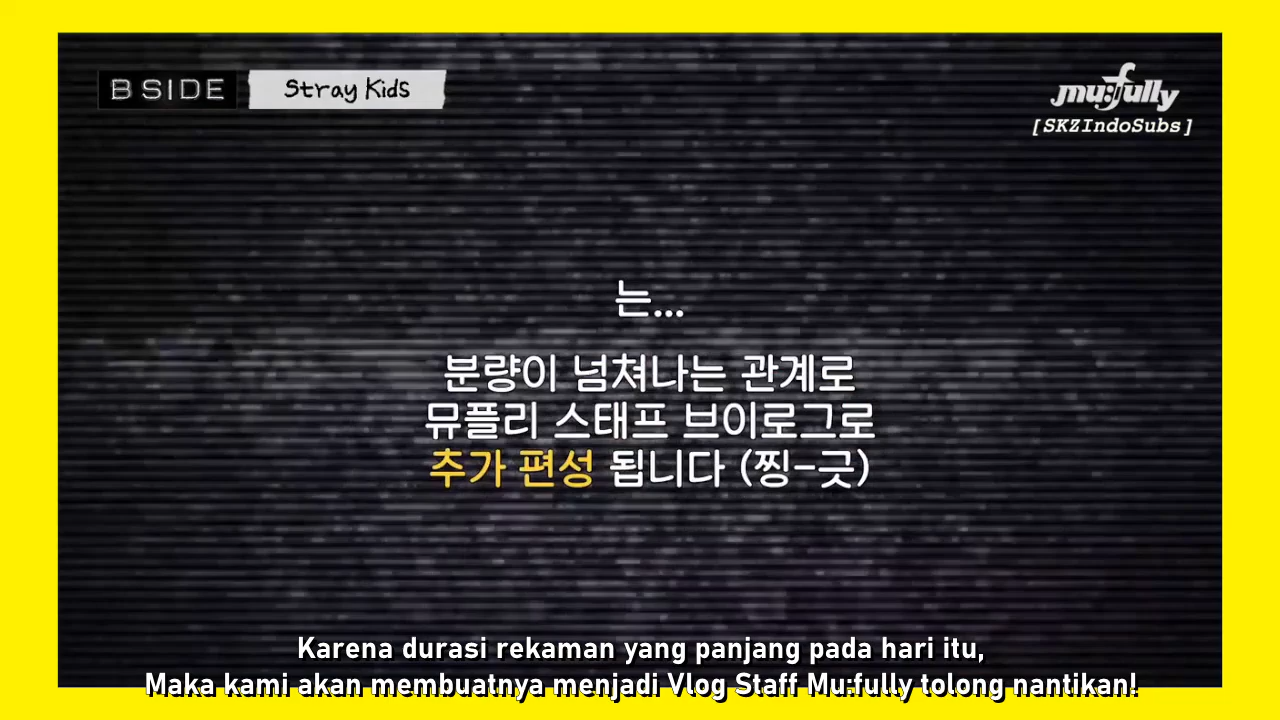 B SIDE
Stray Kids
mu:fully
[SKZIndoSubs]
는...
분량이 넘쳐나는 관계로
뮤플리 스태프 브이로그로
추가 편성 됩니다 (찡-긋)
Karena durasi rekaman yang panjang pada hari itu,
Maka kami akan membuatnya menjadi Vlog Staff Mu:fully tolong nantikan!